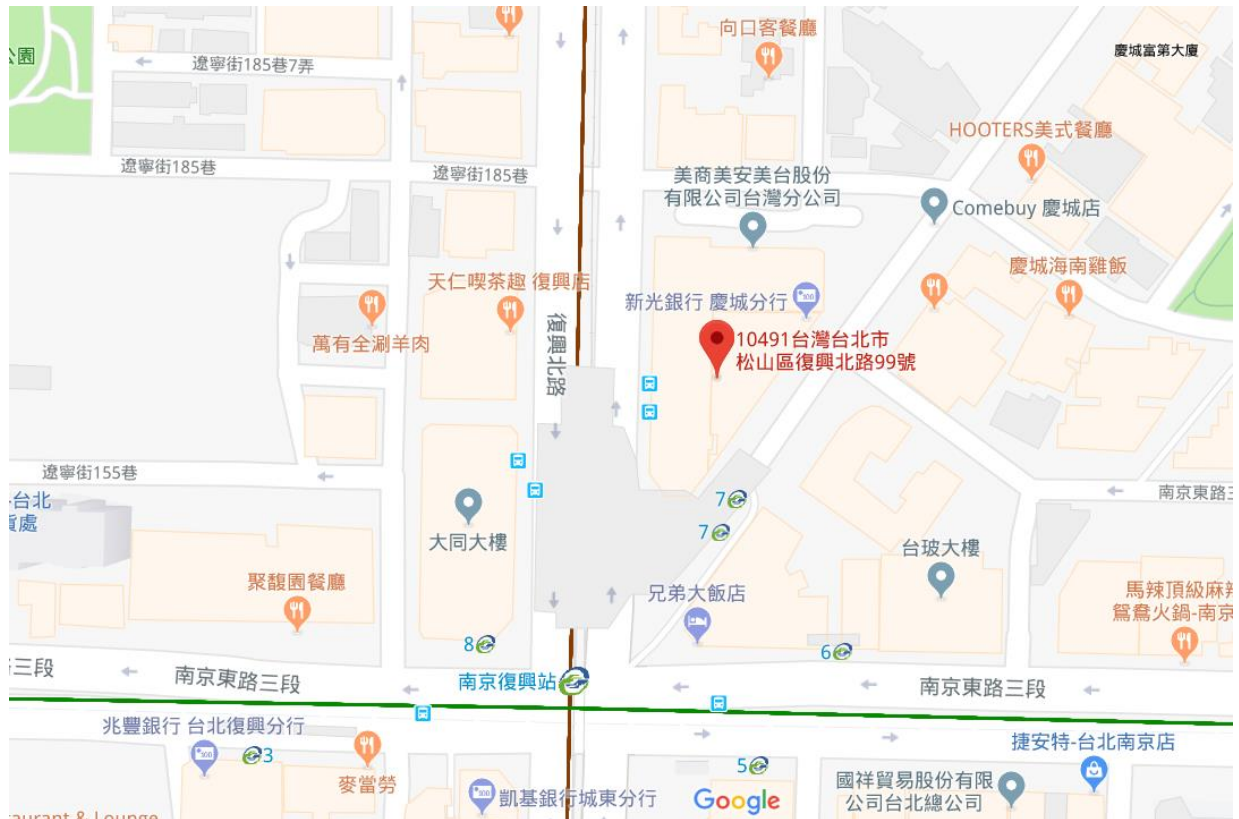 公園
遼寧街185巷7弄
向口客餐廳
慶城富第大廈
HOOTERS美式餐廳
遼寧街185巷
遼寧街185巷
美商美安美台股份
有限公司台灣分公司
Comebuy 慶城店
天仁喫茶趣 復興店
慶城海南雞飯
新光銀行 慶城分行
復興北路
萬有全涮羊肉
10491台灣台北市
松山區復興北路99號
遼寧街155巷
南京東路三
台北
貨處
7
7
大同大樓
台玻大樓
聚馥園餐廳
兄弟大飯店
馬辣頂級麻辣
鴛鴦火鍋-南京
8
6
三段
南京東路三段
南京復興站
南京東路三段
兆豐銀行 台北復興分行
3
捷安特-台北南京店
麥當勞
5
凱基銀行城東分行
Google
國祥貿易股份有限
公司台北總公司
taurant & Lounge